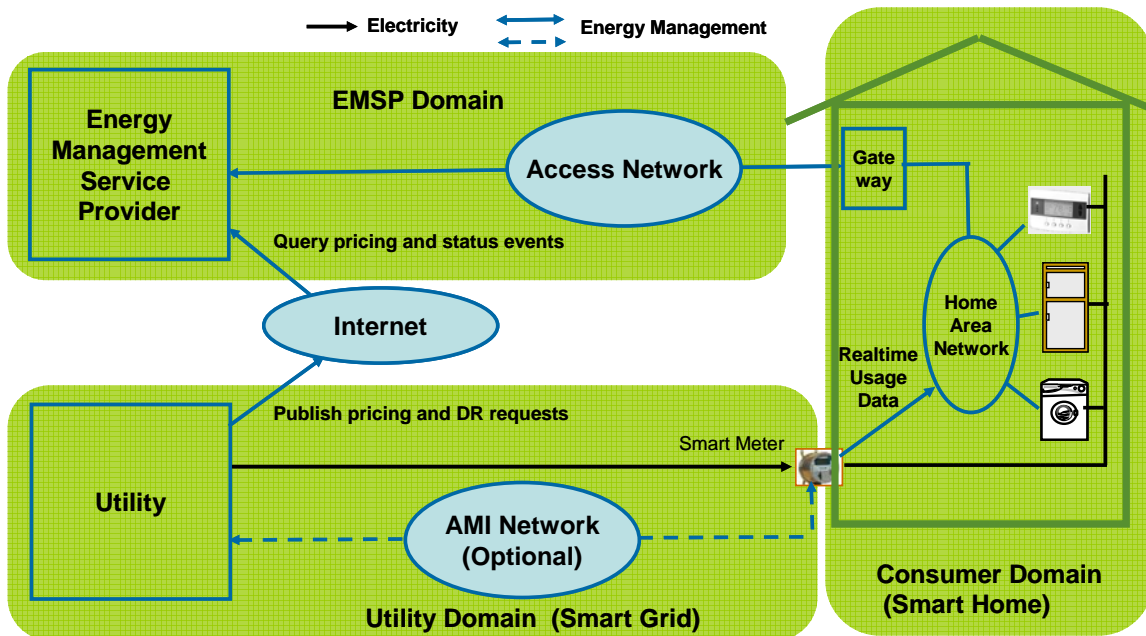 Electricity
Energy Management
EMSP Domain
Energy
Management
Service
Provider
Access Network
Gate
way
Query pricing and status events
Internet
Home
Area
Network
Realtime
Usage
Data
Publish pricing and DR requests
Smart Meter
Utility
AMI Network
(Optional)
Utility Domain (Smart Grid)
Consumer Domain
(Smart Home)